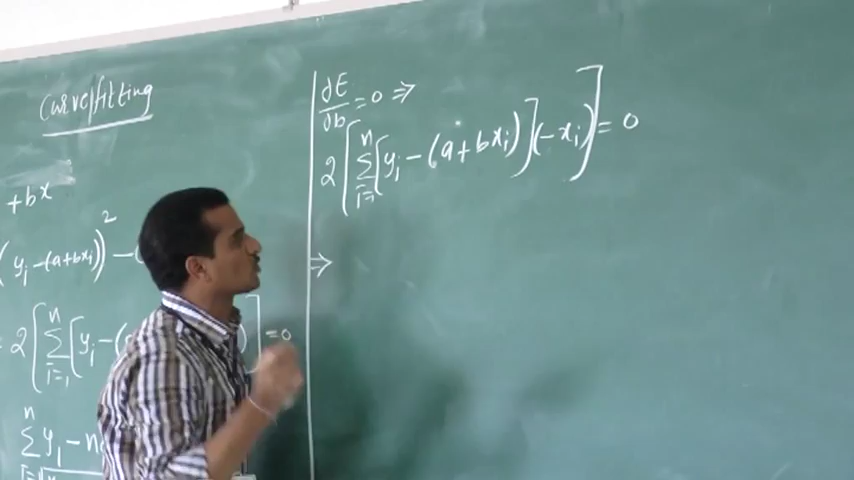 Curve fitting
+bx
(y_i -(a+bx_i))^2 -
= 2[∑_{i=1}^{n} [y_i -( )]=0
∑_{i=1}^{n} y_i - n
∂E/∂b = 0 ⇒
2[∑_{i=1}^{n} [y_i - (a+bx_i)](-x_i)] = 0
⇒